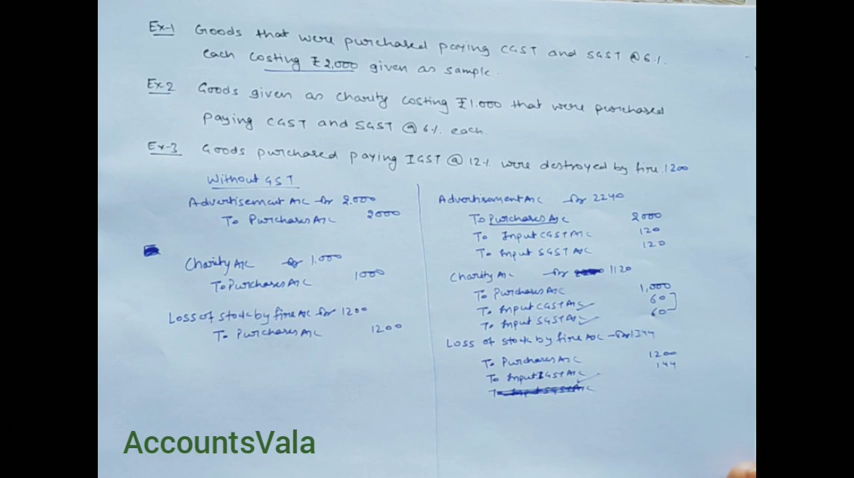 Ex-1 Goods that were purchased paying CGST and SGST @ 6%
each costing ₹2,000 given as sample.
Ex-2 Goods given as charity costing ₹1,000 that were purchased
paying CGST and SGST @ 6% each.
Ex-3 Goods purchased paying IGST @ 12% were destroyed by fire 1200
Without GST
Advertisement A/c Dr 2,000
To Purchases A/c 2000
Charity A/c Dr 1,000
To Purchases A/c 1000
Loss of stock by fire A/c Dr 1200
To Purchases A/c 1200
Advertisement A/c Dr 2240
To Purchases A/c 2000
To Input CGST A/c 120
To Input SGST A/c 120
Charity A/c Dr 1120
To Purchases A/c 1,000
To Input CGST A/c 60
To Input SGST A/c 60
Loss of stock by fire A/c Dr 1344
To Purchases A/c 1200
To Input IGST A/c 144
AccountsVala